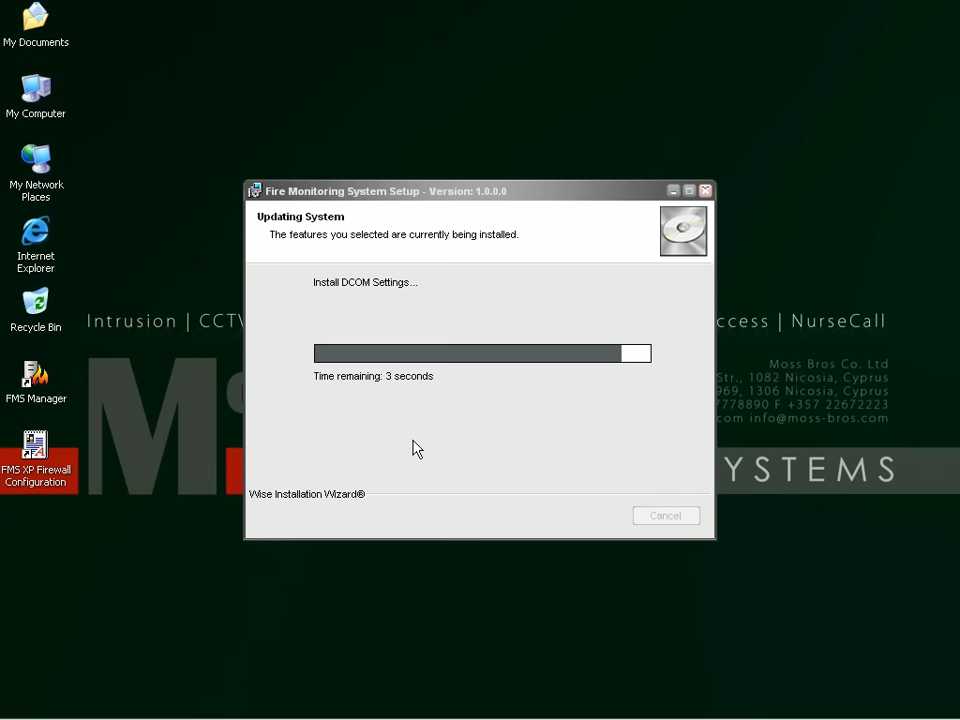 My Documents
My Computer
My Network
Places
Internet
Explorer
Recycle Bin
FMS Manager
FMS XP Firewall
Configuration
Fire Monitoring System Setup - Version: 1.0.0.0
Updating System
The features you selected are currently being installed.
Install DCOM Settings...
Time remaining: 3 seconds
Wise Installation Wizard®
Cancel
Intrusion | CCTV
ccess | NurseCall
Moss Bros Co. Ltd
Str., 1082 Nicosia, Cyprus
969, 1306 Nicosia, Cyprus
7778890 F +357 22672223
com info@moss-bros.com
M
YSTEMS